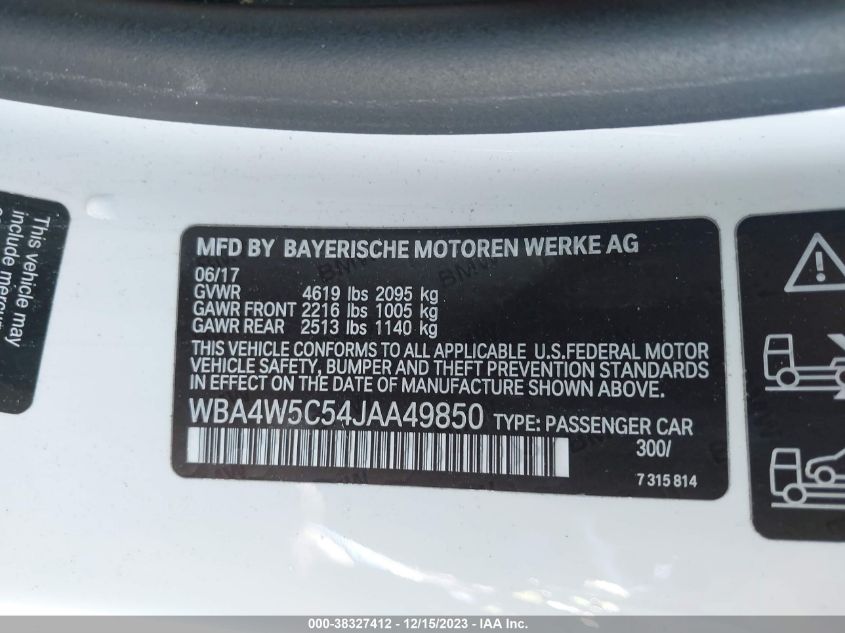 This vehicle may
include mercu
MFD BY BAYERISCHE MOTOREN WERKE AG
06/17
GVWR 4619 lbs 2095 kg
GAWR FRONT 2216 lbs 1005 kg
GAWR REAR 2513 lbs 1140 kg
THIS VEHICLE CONFORMS TO ALL APPLICABLE U.S.FEDERAL MOTOR
VEHICLE SAFETY, BUMPER AND THEFT PREVENTION STANDARDS
IN EFFECT ON THE DATE OF MANUFACTURE SHOWN ABOVE.
WBA4W5C54JAA49850 TYPE: PASSENGER CAR
300/
7 315 814
000-38327412 - 12/15/2023 - IAA Inc.